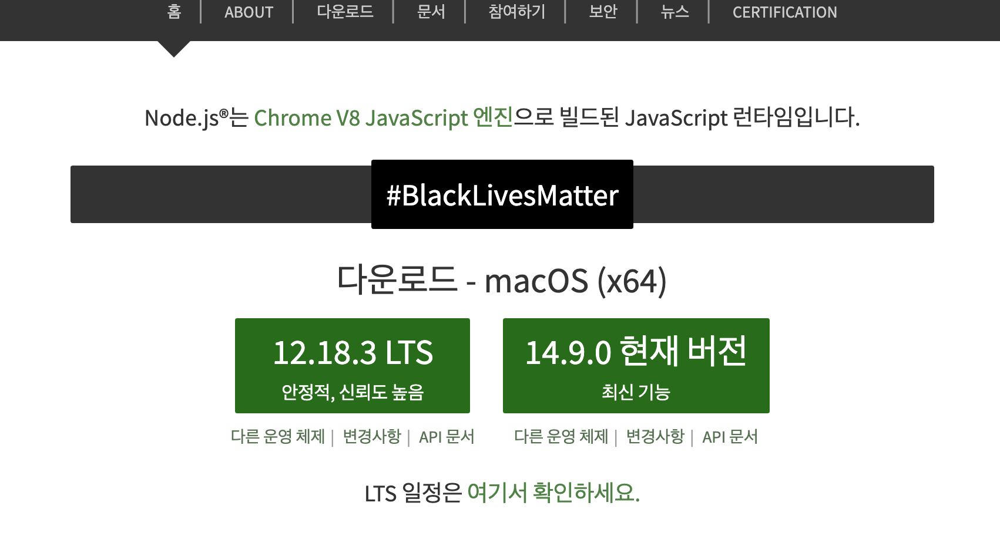 홈 | ABOUT | 다운로드 | 문서 | 참여하기 | 보안 | 뉴스 | CERTIFICATION
Node.js®는 Chrome V8 JavaScript 엔진으로 빌드된 JavaScript 런타임입니다.
#BlackLivesMatter
다운로드 - macOS (x64)
12.18.3 LTS
안정적, 신뢰도 높음
14.9.0 현재 버전
최신 기능
다른 운영 체제 | 변경사항 | API 문서
다른 운영 체제 | 변경사항 | API 문서
LTS 일정은 여기서 확인하세요.